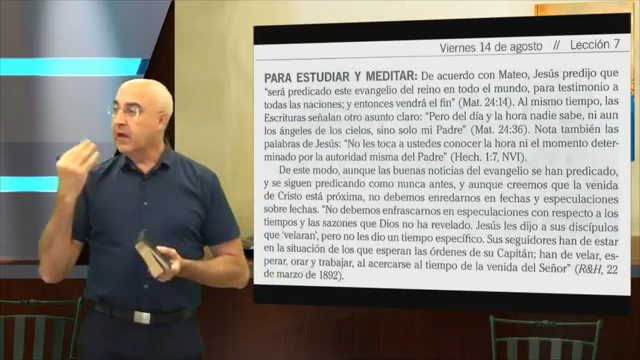 Viernes 14 de agosto // Lección 7
PARA ESTUDIAR Y MEDITAR: De acuerdo con Mateo, Jesús predijo que
“será predicado este evangelio del reino en todo el mundo, para testimonio a
todas las naciones; y entonces vendrá el fin” (Mat. 24:14). Al mismo tiempo, las
Escrituras señalan otro asunto claro: “Pero del día y la hora nadie sabe, ni aun
los ángeles de los cielos, sino solo mi Padre” (Mat. 24:36). Nota también las
palabras de Jesús: “No les toca a ustedes conocer la hora ni el momento deter-
minado por la autoridad misma del Padre” (Hech. 1:7, NVI).
De este modo, aunque las buenas noticias del evangelio se han predicado,
y se siguen predicando como nunca antes, y aunque creemos que la venida
de Cristo está próxima, no debemos enredarnos en fechas y especulaciones
sobre fechas. “No debemos enfrascarnos en especulaciones con respecto a los
tiempos y las sazones que Dios no ha revelado. Jesús les dijo a sus discípulos
que ‘velaran’, pero no les dio un tiempo específico. Sus seguidores han de estar
en la situación de los que esperan las órdenes de su Capitán; han de velar, es-
perar, orar y trabajar, al acercarse al tiempo de la venida del Señor” (R&H, 22
de marzo de 1892).